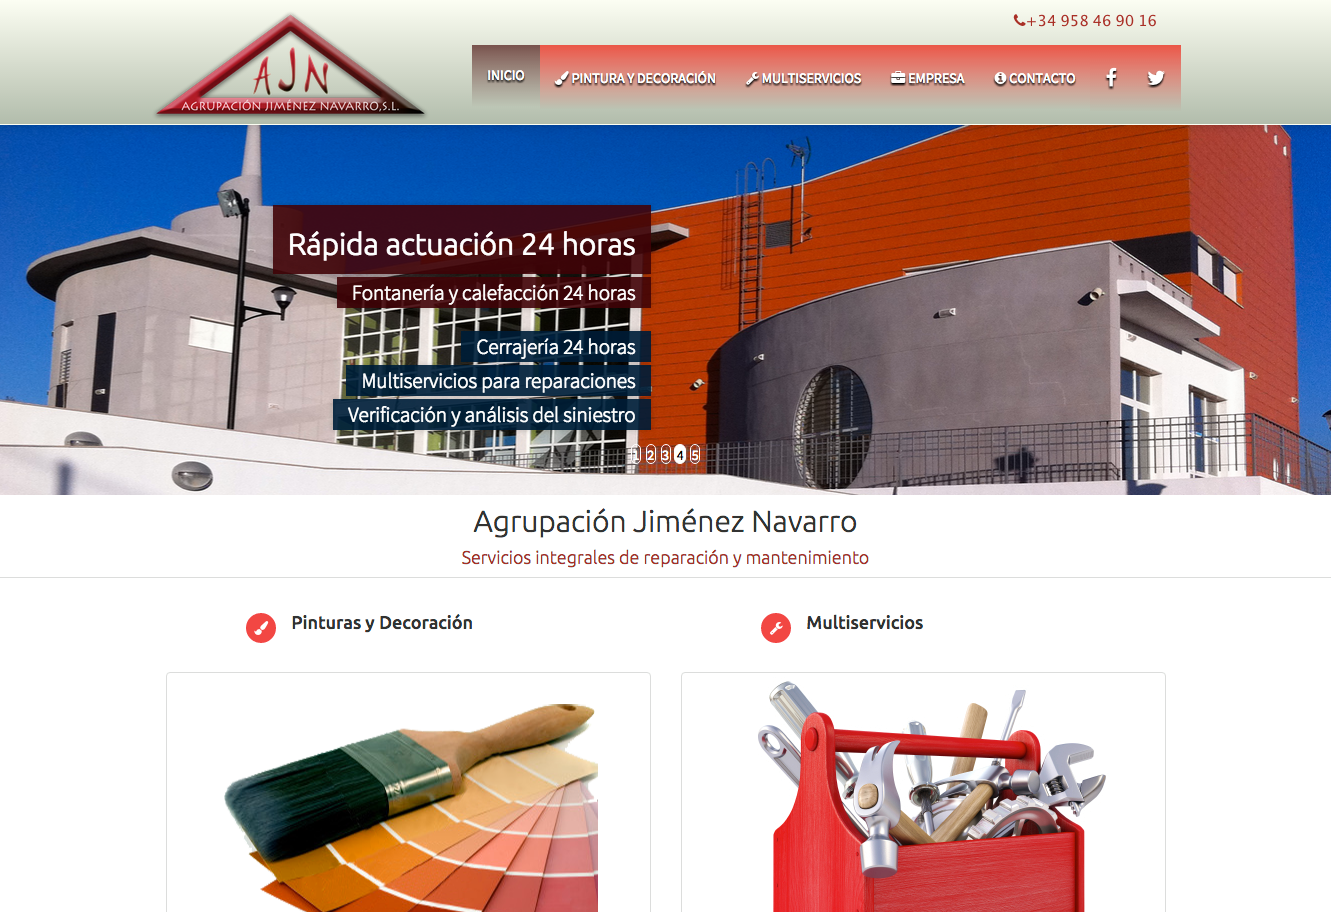 +34 958 46 90 16
AJN
AGRUPACIÓN JIMÉNEZ NAVARRO,S.L.
INICIO
PINTURA Y DECORACIÓN
MULTISERVICIOS
EMPRESA
CONTACTO
Rápida actuación 24 horas
Fontanería y calefacción 24 horas
Cerrajería 24 horas
Multiservicios para reparaciones
Verificación y análisis del siniestro
1 2 3 4 5
Agrupación Jiménez Navarro
Servicios integrales de reparación y mantenimiento
Pinturas y Decoración
Multiservicios